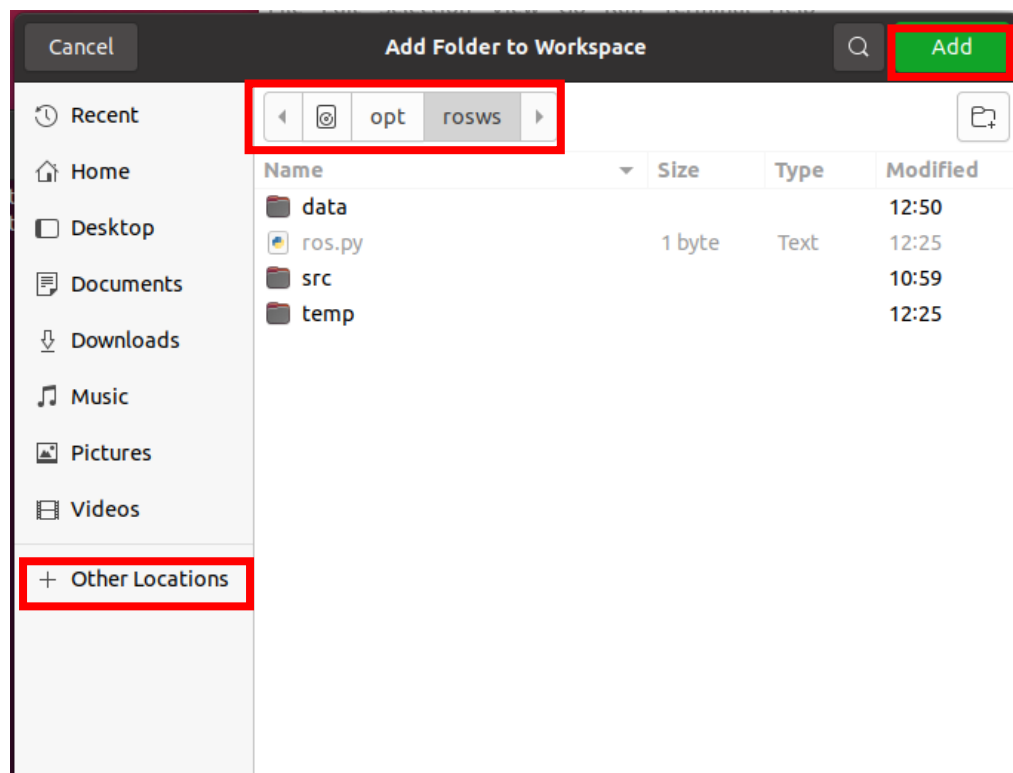 Cancel
Add Folder to Workspace
Add
Recent
Home
Desktop
Documents
Downloads
Music
Pictures
Videos
Other Locations
opt rosws
Name Size Type Modified
data 12:50
ros.py 1 byte Text 12:25
src 10:59
temp 12:25